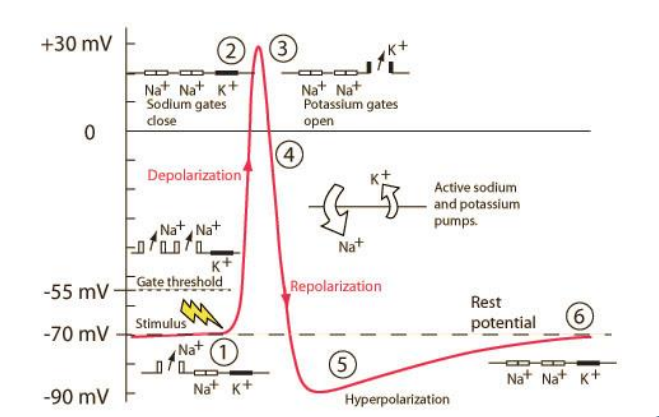 +30 mV
2
3
K+
Na+ Na+ K+
Sodium gates
close
Na+ Na+
Potassium gates
open
0
4
Depolarization
K+
Na+
Active sodium
and potassium
pumps.
Na+ Na+
K+
Gate threshold
-55 mV
Repolarization
Stimulus
Rest
potential
6
-70 mV
1
Na+
Na+ K+
5
Na+ Na+ K+
-90 mV
Hyperpolarization